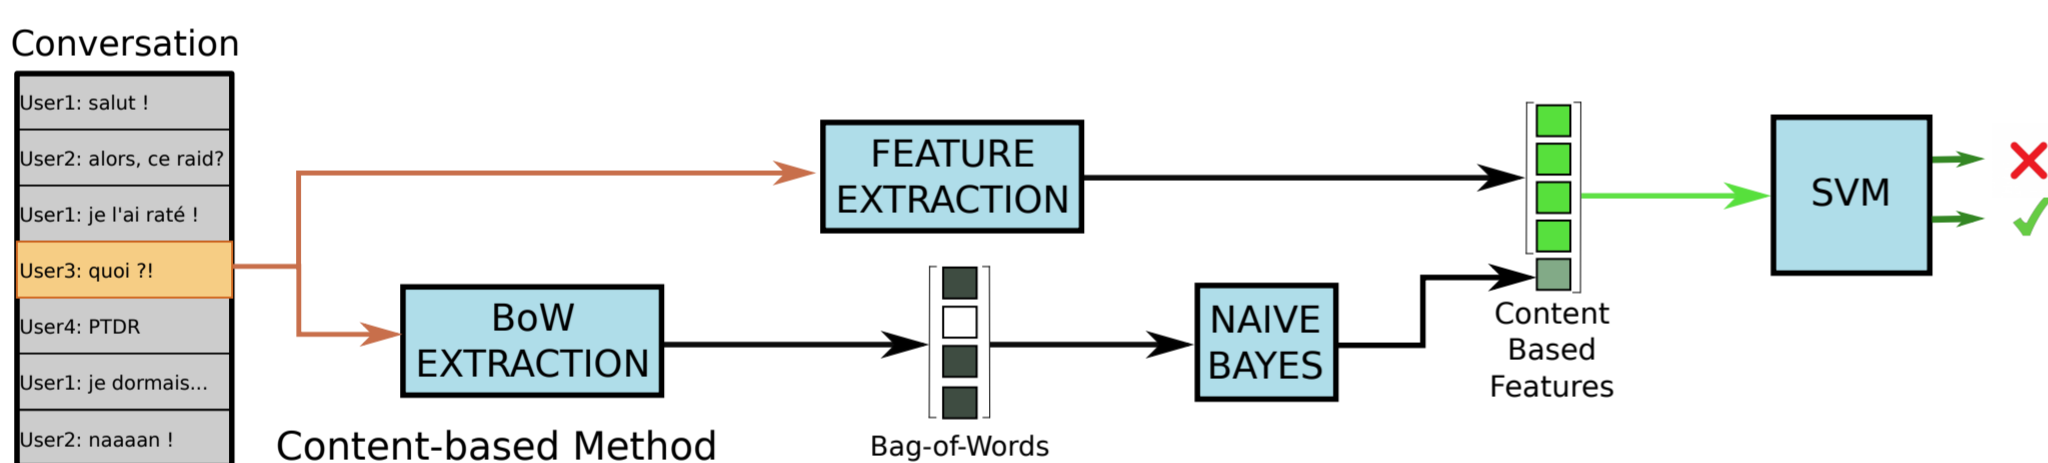 Conversation
User1: salut !
User2: alors, ce raid?
User1: je l'ai raté !
User3: quoi ?!
User4: PTDR
User1: je dormais...
User2: naaaan !
FEATURE
EXTRACTION
BoW
EXTRACTION
Content-based Method
Bag-of-Words
NAIVE
BAYES
Content
Based
Features
SVM